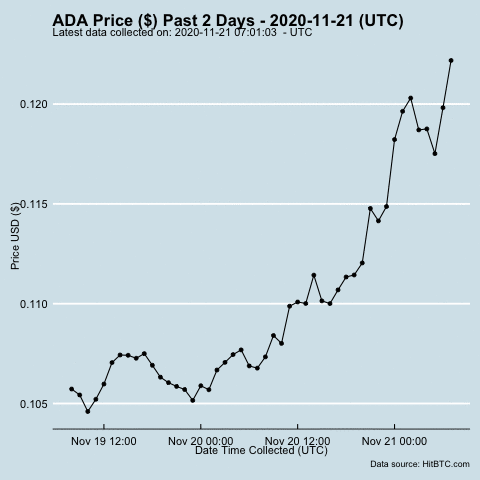 ADA Price ($) Past 2 Days - 2020-11-21 (UTC)
Latest data collected on: 2020-11-21 07:01:03  - UTC
0.120
0.115
0.110
0.105
Price USD ($)
Nov 19 12:00 Nov 20 00:00 Nov 20 12:00 Nov 21 00:00
Date Time Collected (UTC)
Data source: HitBTC.com